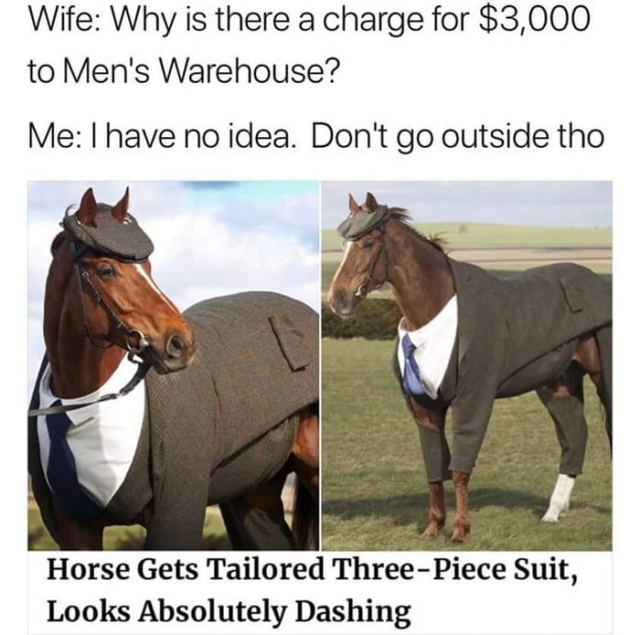 Wife: Why is there a charge for $3,000
to Men's Warehouse?
Me: I have no idea. Don't go outside tho
Horse Gets Tailored Three-Piece Suit,
Looks Absolutely Dashing